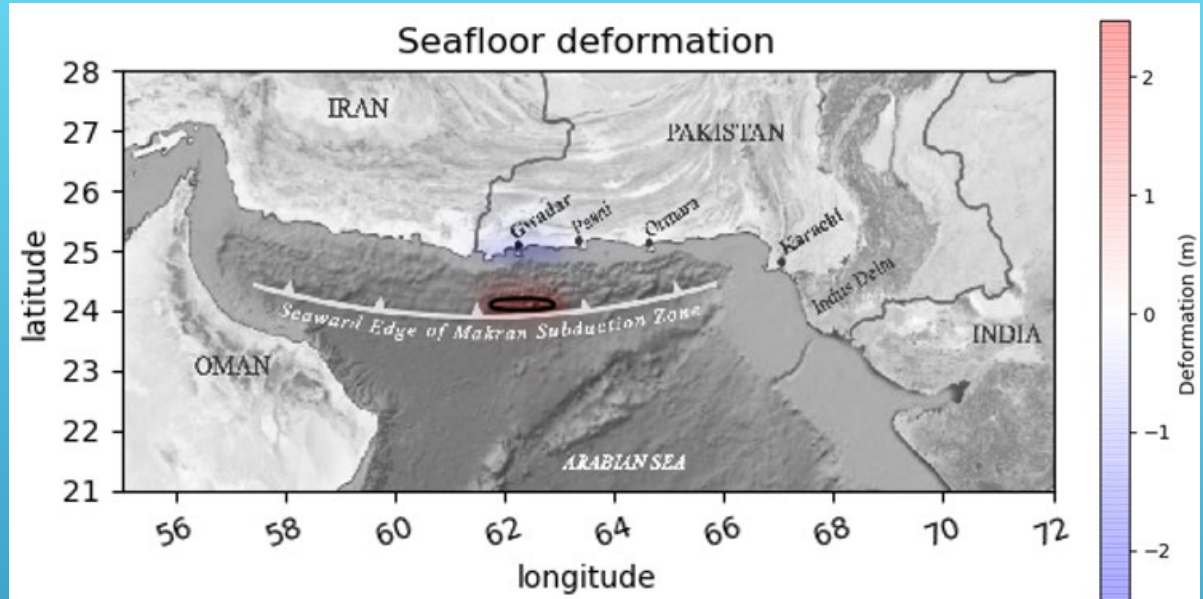 Seafloor deformation
28
27
26
25
24
23
22
21
latitude
IRAN
PAKISTAN
Gwadar
Pasni
Ormara
Karachi
Indus Delta
Seaward Edge of Makran Subduction Zone
OMAN
INDIA
ARABIAN SEA
56
58
60
62
64
66
68
70
72
longitude
2
1
0
−1
−2
Deformation (m)